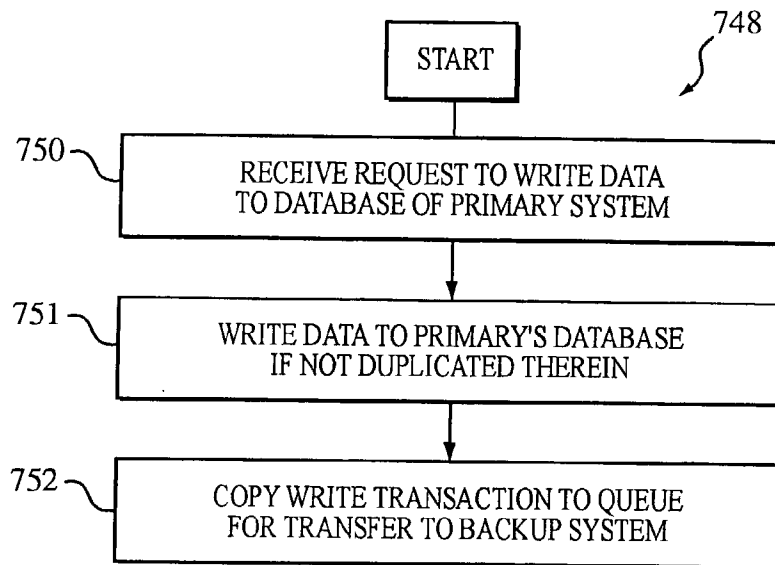 748
START
750
RECEIVE REQUEST TO WRITE DATA
TO DATABASE OF PRIMARY SYSTEM
751
WRITE DATA TO PRIMARY'S DATABASE
IF NOT DUPLICATED THEREIN
752
COPY WRITE TRANSACTION TO QUEUE
FOR TRANSFER TO BACKUP SYSTEM